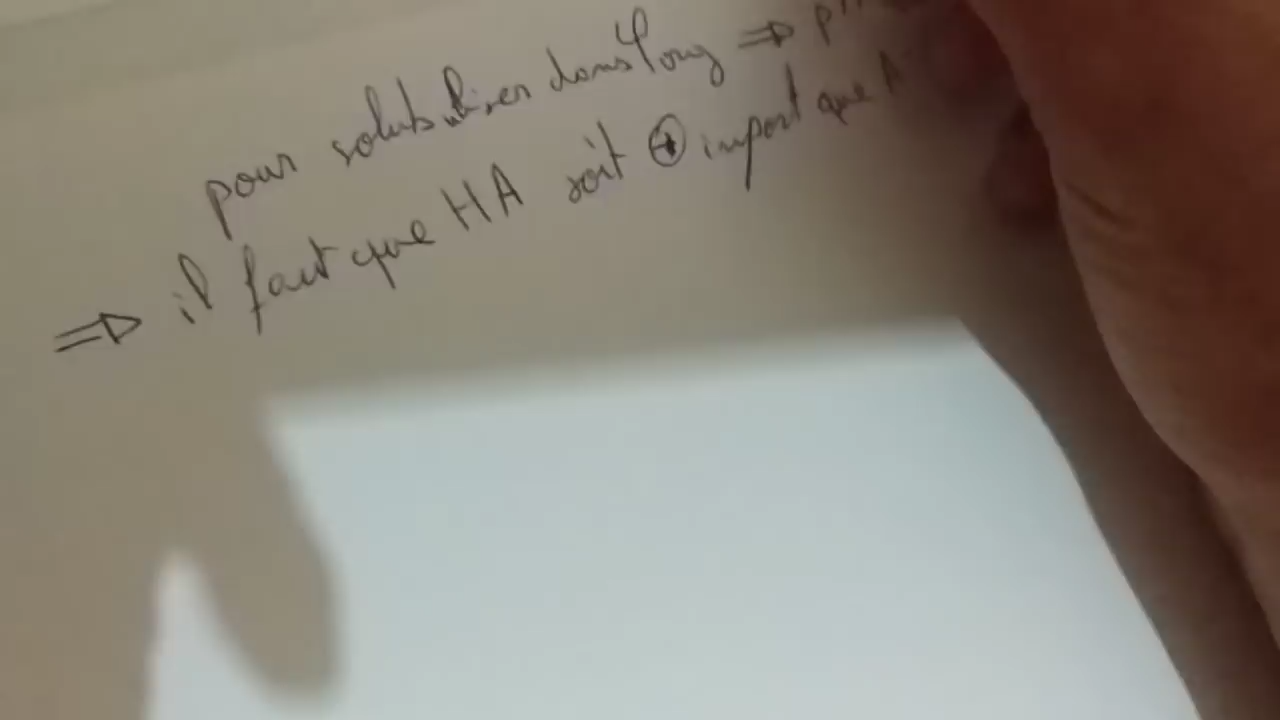 pour solubiliser dans φ org ⇒ p
⇒ il faut que HA soit ⊕ import que A